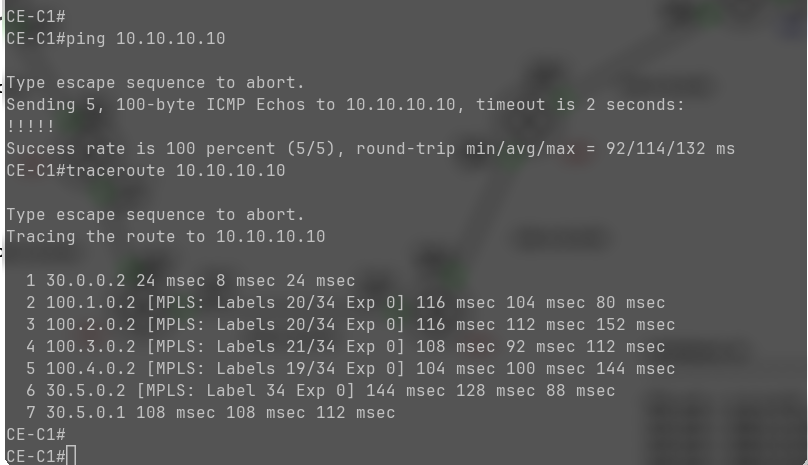 CE-C1#
CE-C1#ping 10.10.10.10
Type escape sequence to abort.
Sending 5, 100-byte ICMP Echos to 10.10.10.10, timeout is 2 seconds:
!!!!!
Success rate is 100 percent (5/5), round-trip min/avg/max = 92/114/132 ms
CE-C1#traceroute 10.10.10.10
Type escape sequence to abort.
Tracing the route to 10.10.10.10
1 30.0.0.2 24 msec 8 msec 24 msec
2 100.1.0.2 [MPLS: Labels 20/34 Exp 0] 116 msec 104 msec 80 msec
3 100.2.0.2 [MPLS: Labels 20/34 Exp 0] 116 msec 112 msec 152 msec
4 100.3.0.2 [MPLS: Labels 21/34 Exp 0] 108 msec 92 msec 112 msec
5 100.4.0.2 [MPLS: Labels 19/34 Exp 0] 104 msec 100 msec 144 msec
6 30.5.0.2 [MPLS: Label 34 Exp 0] 144 msec 128 msec 88 msec
7 30.5.0.1 108 msec 108 msec 112 msec
CE-C1#
CE-C1#